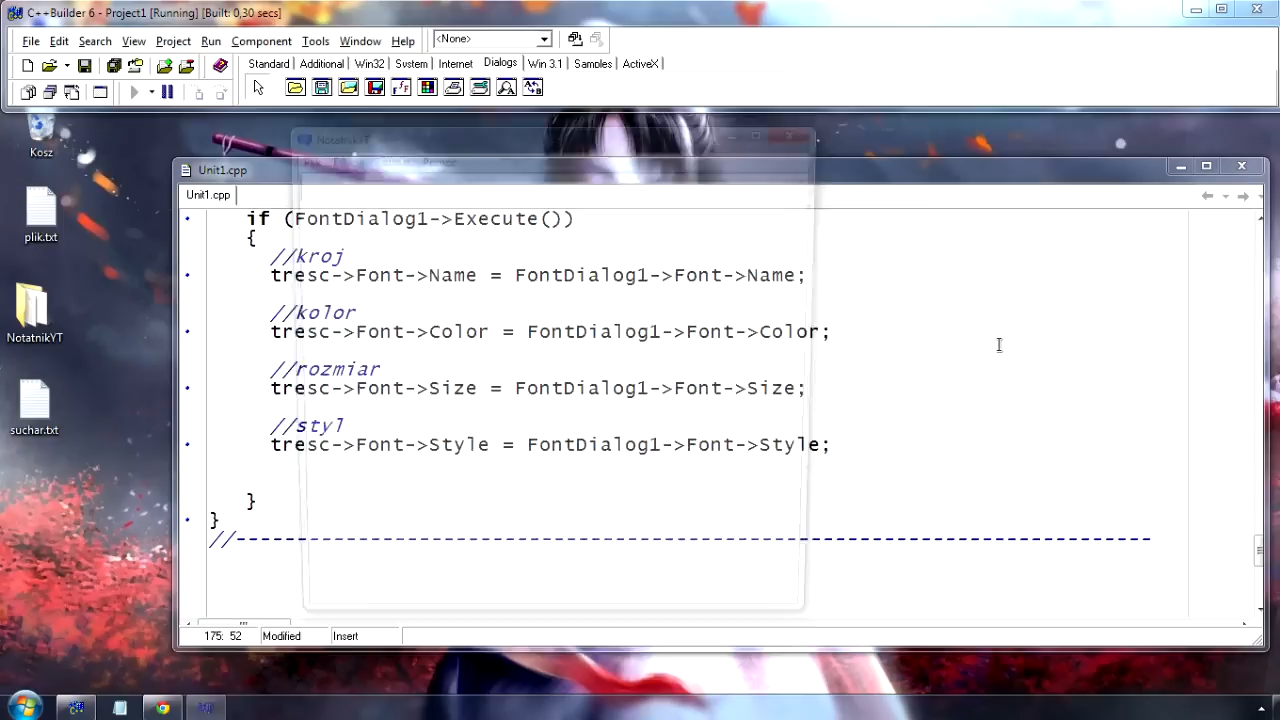 C++Builder 6 - Project1 [Running] [Built: 0,30 secs]
File Edit Search View Project Run Component Tools Window Help <None>
Standard Additional Win32 System Internet Dialogs Win 3.1 Samples ActiveX
Kosz
plik.txt
NotatnikYT
suchar.txt
NotatnikYT
Pomoc
Unit1.cpp
Unit1.cpp
if (FontDialog1->Execute())
{
//kroj
tresc->Font->Name = FontDialog1->Font->Name;
//kolor
tresc->Font->Color = FontDialog1->Font->Color;
//rozmiar
tresc->Font->Size = FontDialog1->Font->Size;
//styl
tresc->Font->Style = FontDialog1->Font->Style;
}
}
//---------------------------------------------------------------------------
175: 52 Modified Insert